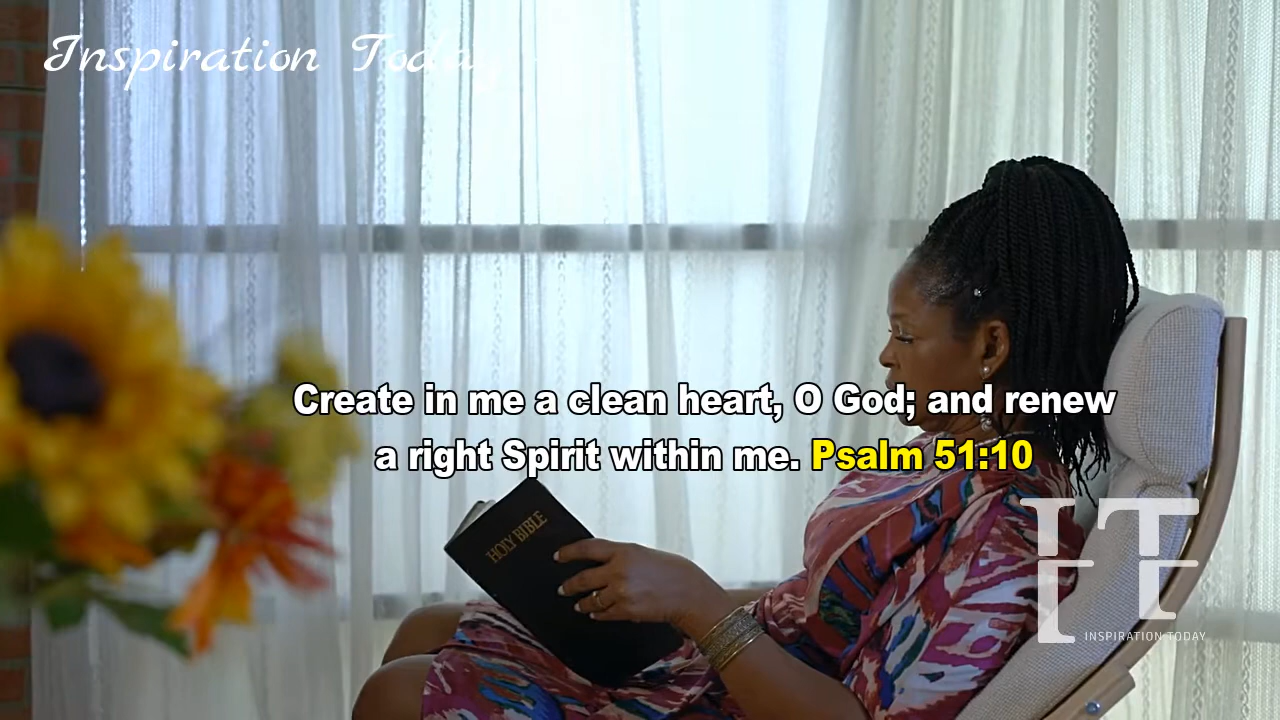 Inspiration Today
Create in me a clean heart, O God; and renew
a right Spirit within me. Psalm 51:10
HOLY BIBLE
INSPIRATION TODAY